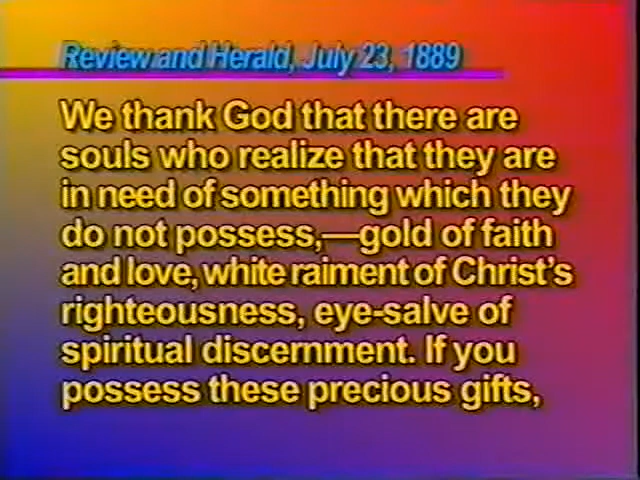 Review and Herald, July 23, 1889
We thank God that there are
souls who realize that they are
in need of something which they
do not possess,—gold of faith
and love, white raiment of Christ's
righteousness, eye-salve of
spiritual discernment. If you
possess these precious gifts,